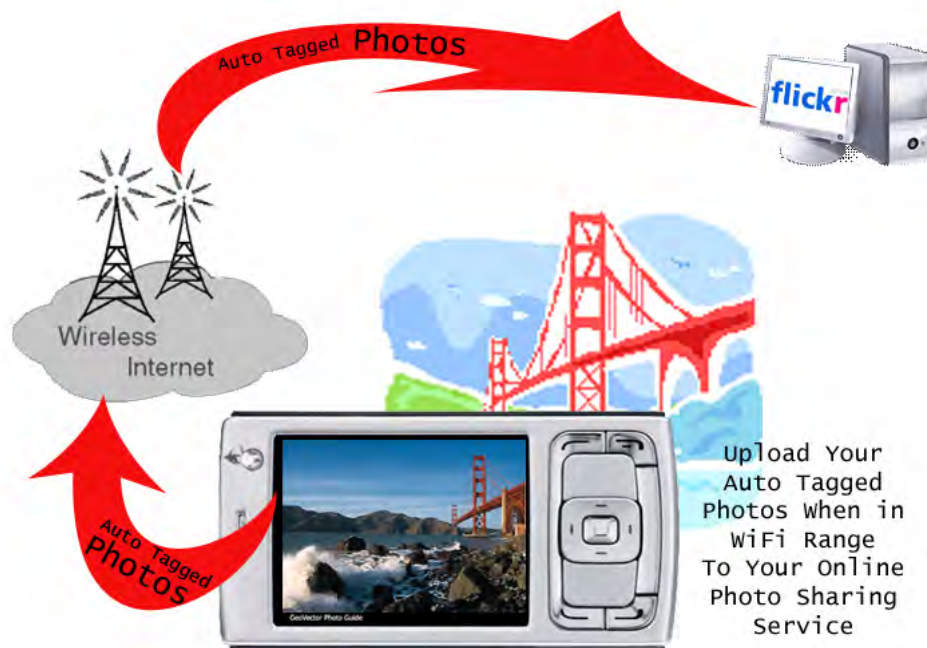 Auto Tagged Photos
flickr
Wireless
Internet
Auto Tagged
Photos
GeoVector Photo Guide
Upload Your
Auto Tagged
Photos When in
WiFi Range
To Your Online
Photo Sharing
Service